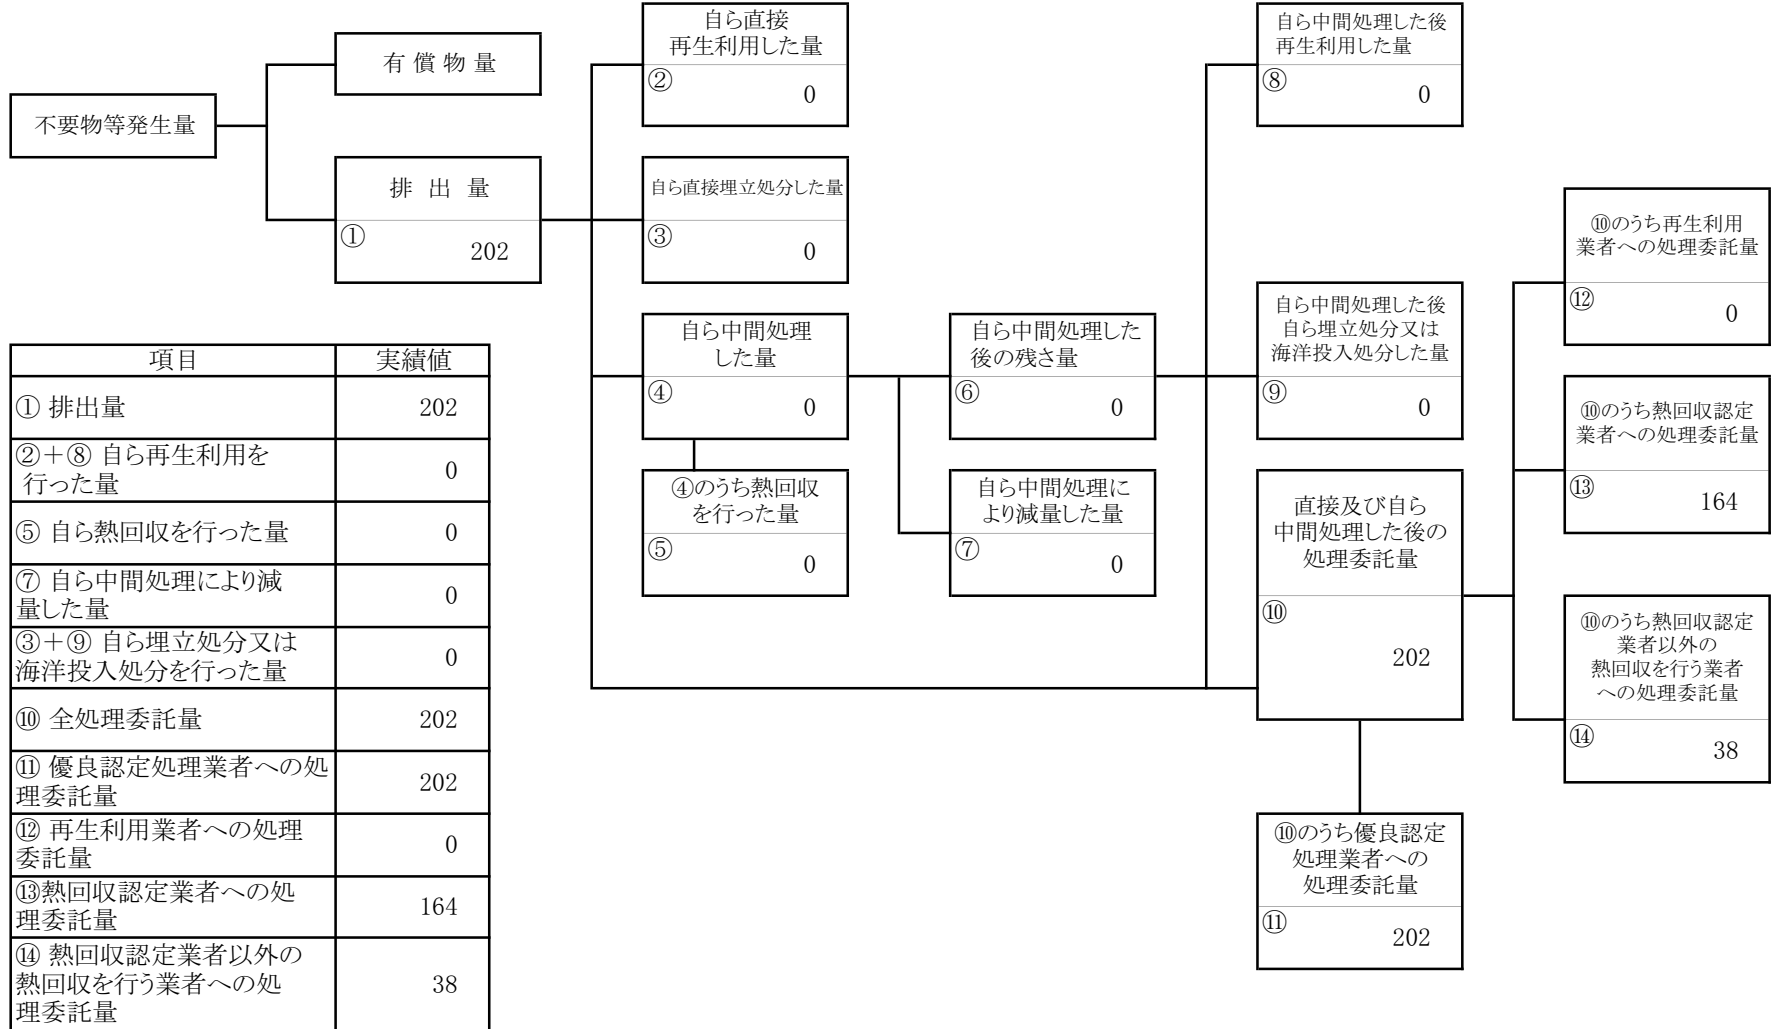 不要物等発生量
有 償 物 量
排 出 量
①
202
自ら直接
再生利用した量
②
0
自ら直接埋立処分した量
③
0
自ら中間処理
した量
④
0
④のうち熱回収
を行った量
⑤
0
自ら中間処理した
後の残さ量
⑥
0
自ら中間処理に
より減量した量
⑦
0
自ら中間処理した後
再生利用した量
⑧
0
自ら中間処理した後
自ら埋立処分又は
海洋投入処分した量
⑨
0
直接及び自ら
中間処理した後の
処理委託量
⑩
202
⑩のうち優良認定
処理業者への
処理委託量
⑪
202
⑩のうち再生利用
業者への処理委託量
⑫
0
⑩のうち熱回収認定
業者への処理委託量
⑬
164
⑩のうち熱回収認定
業者以外の
熱回収を行う業者
への処理委託量
⑭
38
項目 実績値
① 排出量 202
②+⑧ 自ら再生利用を
行った量 0
⑤ 自ら熱回収を行った量 0
⑦ 自ら中間処理により減
量した量 0
③+⑨ 自ら埋立処分又は
海洋投入処分を行った量 0
⑩ 全処理委託量 202
⑪ 優良認定処理業者への処
理委託量 202
⑫ 再生利用業者への処理
委託量 0
⑬熱回収認定業者への処
理委託量 164
⑭ 熱回収認定業者以外の
熱回収を行う業者への処
理委託量 38